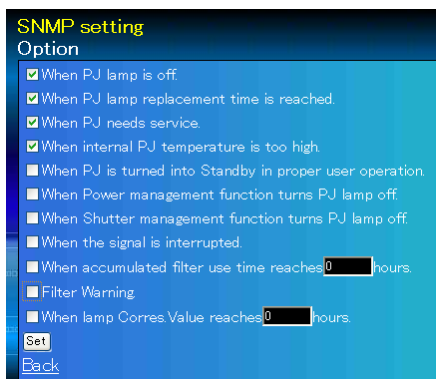 SNMP setting
Option
When PJ lamp is off.
When PJ lamp replacement time is reached.
When PJ needs service.
When internal PJ temperature is too high.
When PJ is turned into Standby in proper user operation.
When Power management function turns PJ lamp off.
When Shutter management function turns PJ lamp off.
When the signal is interrupted.
When accumulated filter use time reaches 0 hours.
Filter Warning.
When lamp Corres.Value reaches 0 hours.
Set
Back